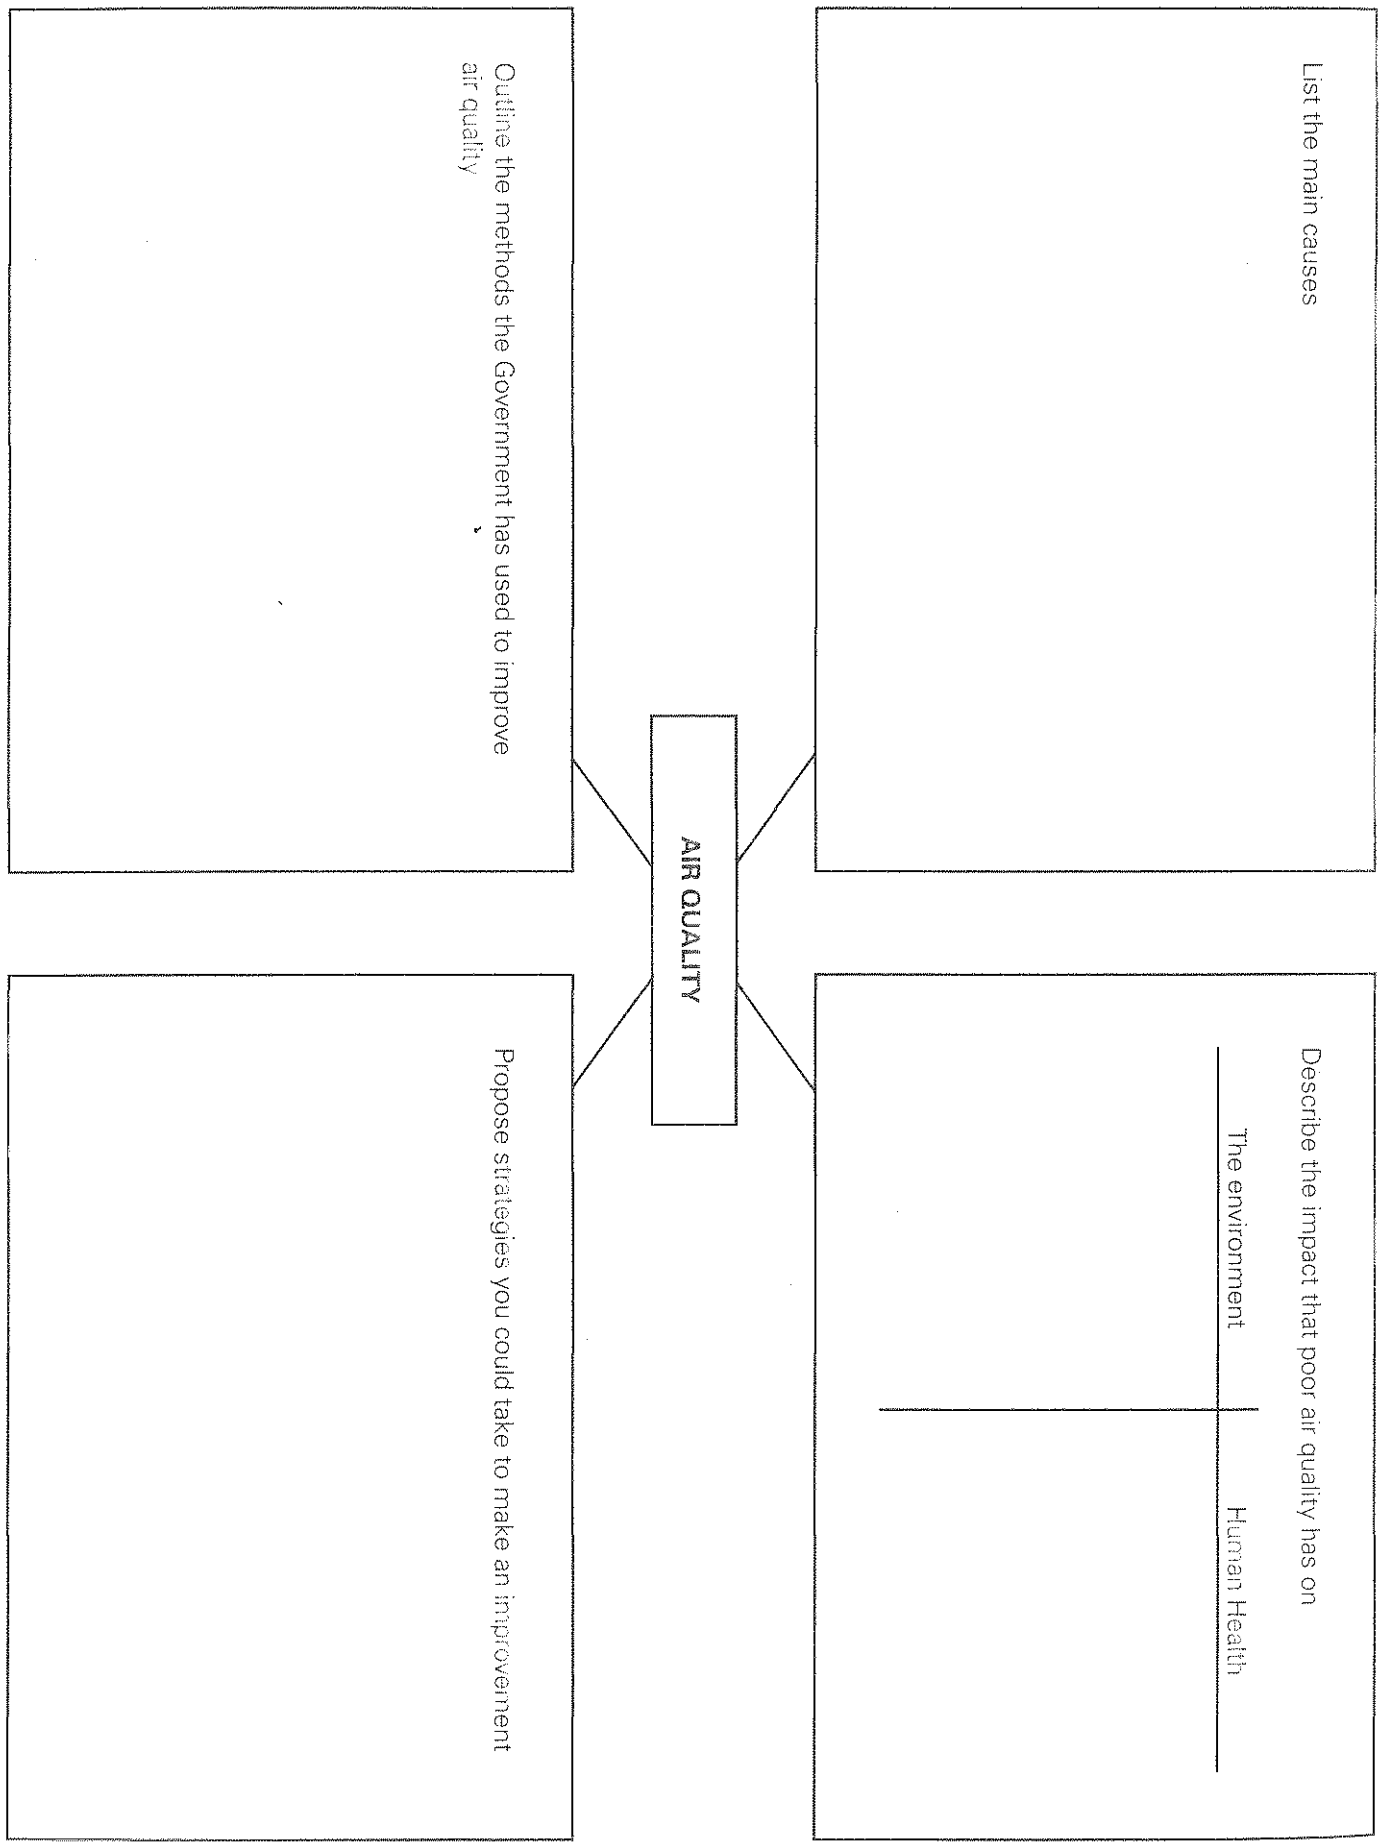 List the main causes
Describe the impact that poor air quality has on
The environment
Human Health
AIR QUALITY
Outline the methods the Government has used to improve
air quality
Propose strategies you could take to make an improvement